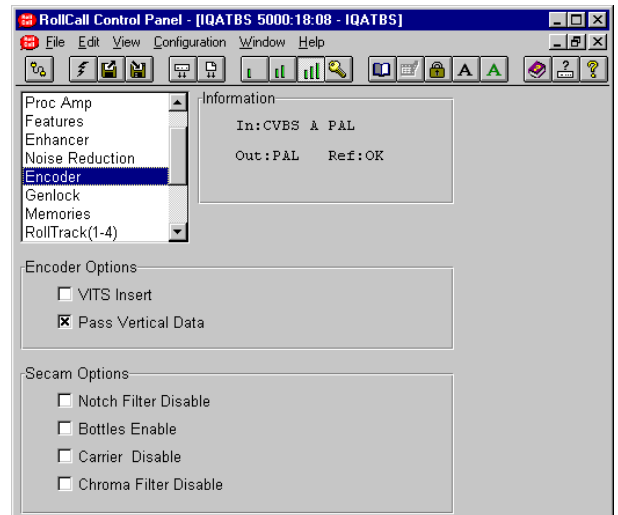 RollCall Control Panel - [IQATBS 5000:18:08 - IQATBS]
File Edit View Configuration Window Help
A A ?
Proc Amp
Features
Enhancer
Noise Reduction
Encoder
Genlock
Memories
RollTrack(1-4)
Information
In:CVBS A PAL
Out:PAL Ref:OK
Encoder Options
VITS Insert
Pass Vertical Data
Secam Options
Notch Filter Disable
Bottles Enable
Carrier Disable
Chroma Filter Disable